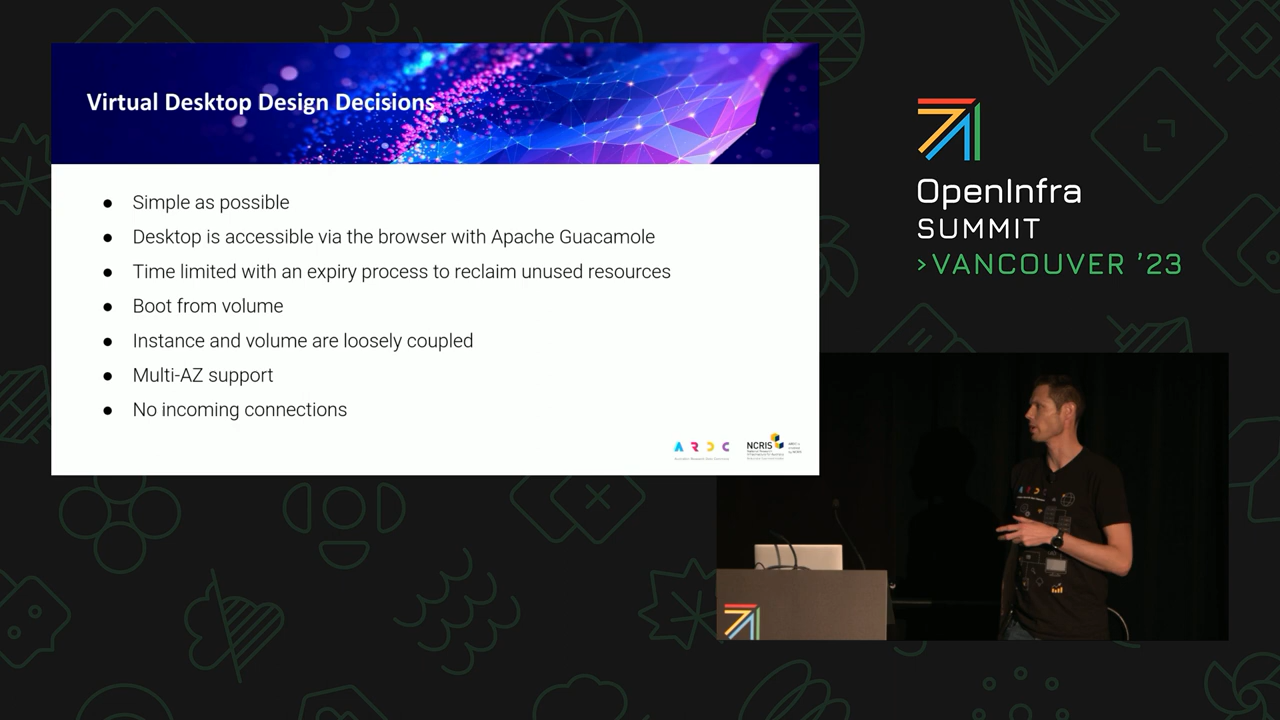 Virtual Desktop Design Decisions
● Simple as possible
● Desktop is accessible via the browser with Apache Guacamole
● Time limited with an expiry process to reclaim unused resources
● Boot from volume
● Instance and volume are loosely coupled
● Multi-AZ support
● No incoming connections
ARDC
NCRIS
OpenInfra
SUMMIT
>VANCOUVER '23
ARDC